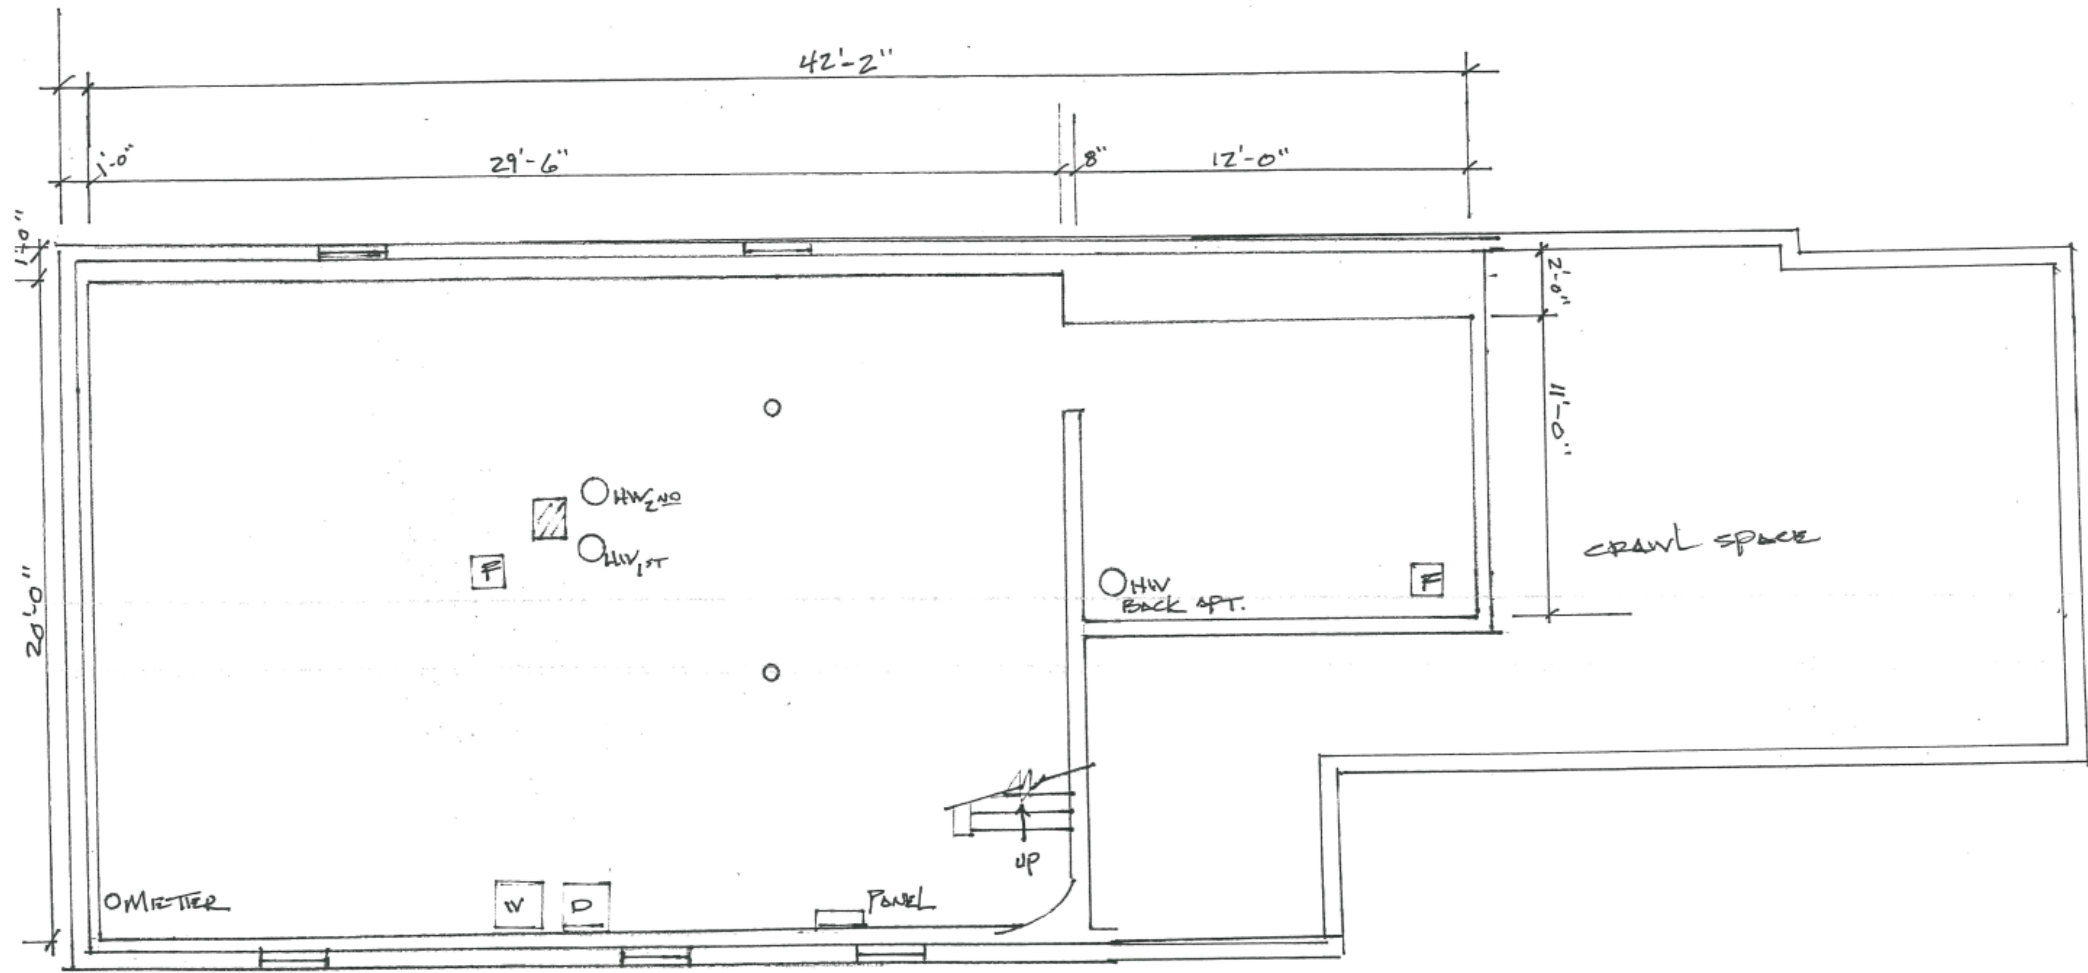 42'-2"
1'-0"
29'-6"
8"
12'-0"
1'-0"
2'-0"
11'-0"
20'-0"
HW 2ND
HW 1ST
F
HW
BACK APT.
F
CRAWL SPACE
UP
METER
W
D
PANEL